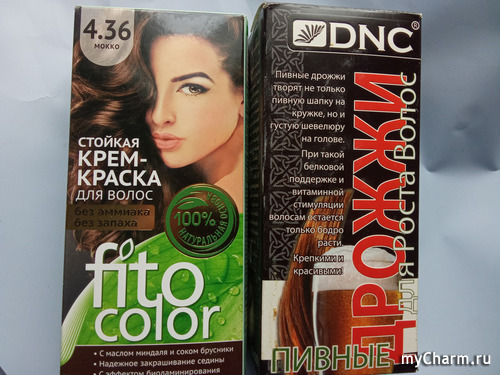 4.36
МОККО
СТОЙКАЯ
КРЕМ-
КРАСКА
ДЛЯ ВОЛОС
без аммиака
без запаха
100%
НАТУРАЛЬНАЯ
fito
color
• С маслом миндаля и соком брусники
• Надежное закрашивание седины
• С эффектом биоламинирования
DNC
Пивные дрожжи
творят не только
пивную шапку на
кружке, но и
густую шевелюру
на голове.
При такой
белковой
поддержке и
витаминной
стимуляции
волосам остается
только бодро
расти.
Крепкими и
красивыми!
ПИВНЫЕ
ДРОЖЖИ
для Роста Волос
myCharm.ru